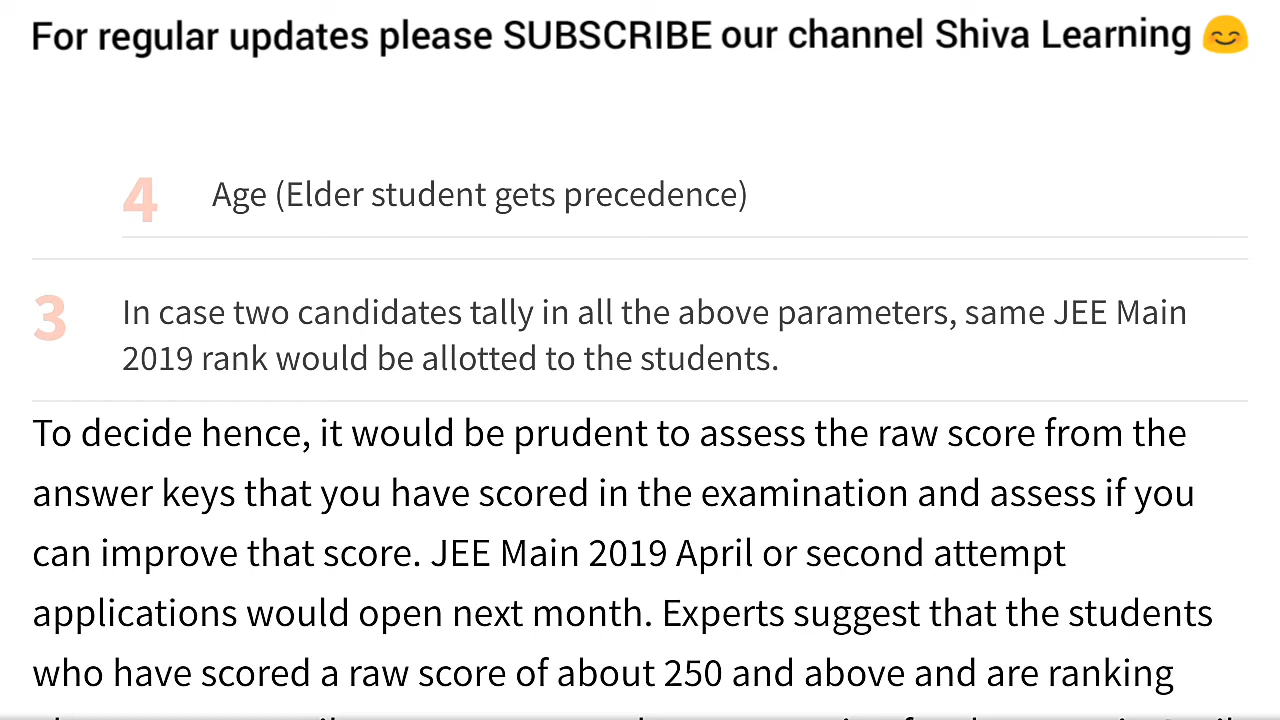 For regular updates please SUBSCRIBE our channel Shiva Learning 😊
4 Age (Elder student gets precedence)
3 In case two candidates tally in all the above parameters, same JEE Main
2019 rank would be allotted to the students.
To decide hence, it would be prudent to assess the raw score from the
answer keys that you have scored in the examination and assess if you
can improve that score. JEE Main 2019 April or second attempt
applications would open next month. Experts suggest that the students
who have scored a raw score of about 250 and above and are ranking